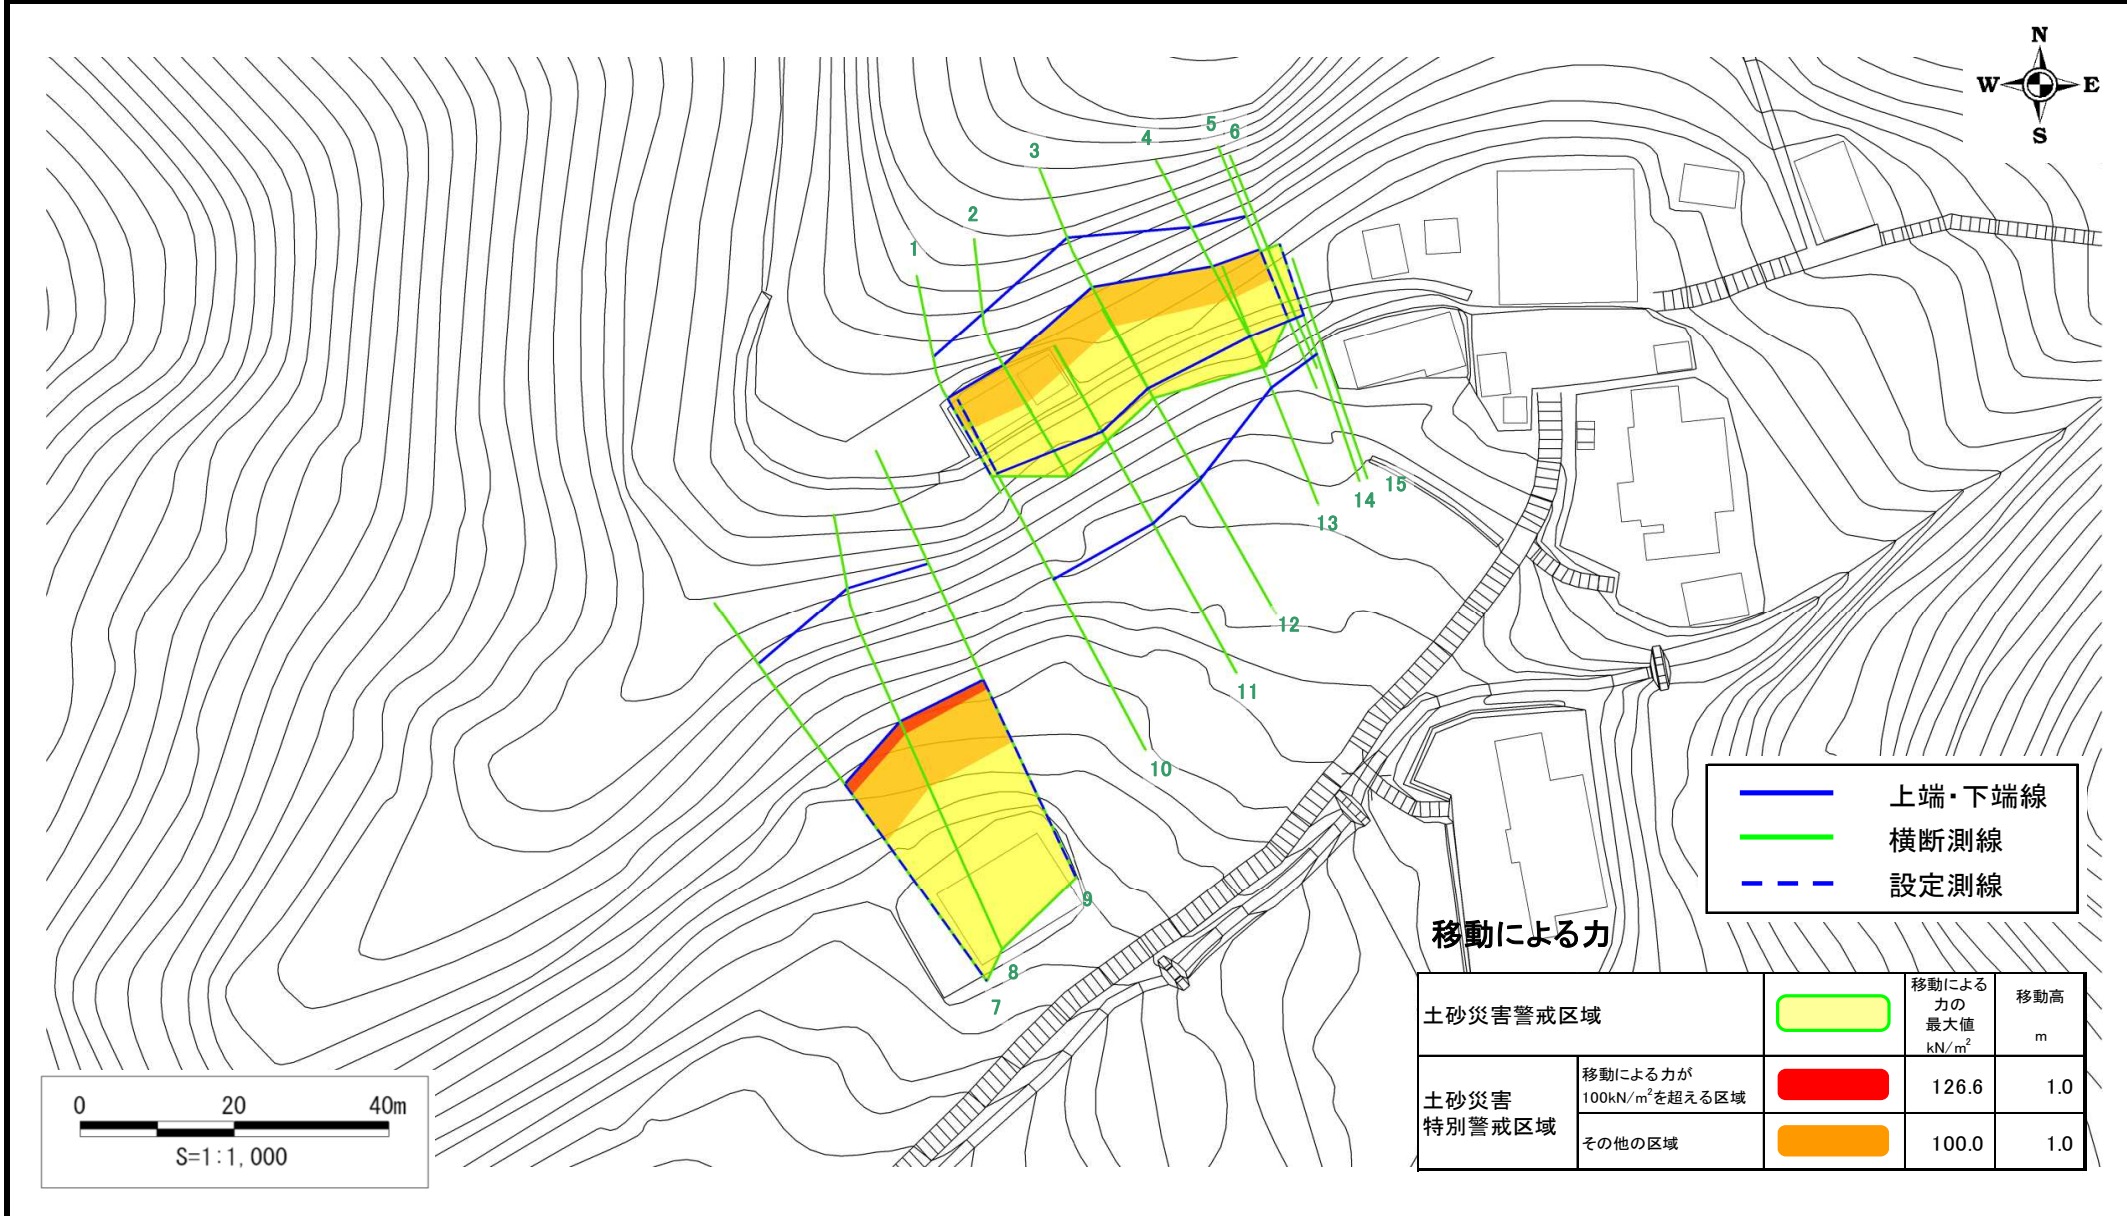 N
W E
S
5
6
4
3
2
1
15
14
13
12
11
10
9
8
7
上端・下端線
横断測線
設定測線
移動による力
土砂災害警戒区域
移動による
力の
最大値
kN/m²
移動高
m
土砂災害
特別警戒区域
移動による力が
100kN/m²を超える区域
126.6
1.0
その他の区域
100.0
1.0
0 20 40m
S=1:1,000